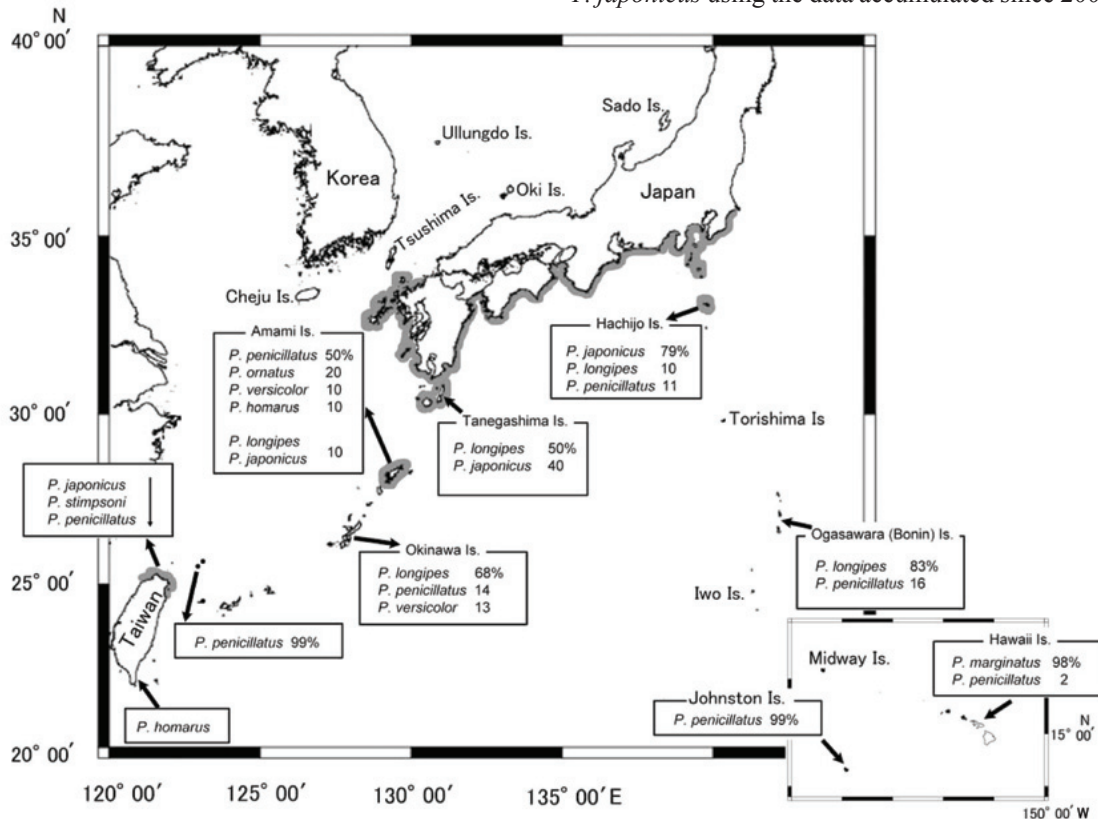 P. japonicus using the data accumulated since 200
N
40° 00′
Sado Is.
Ullungdo Is.
Korea
Oki Is.
Japan
Tsushima Is.
35° 00′
Cheju Is.
Amami Is.
P. penicillatus 50%
P. ornatus 20
P. versicolor 10
P. homarus 10
P. longipes
P. japonicus 10
Hachijo Is.
P. japonicus 79%
P. longipes 10
P. penicillatus 11
30° 00′
Tanegashima Is.
P. longipes 50%
P. japonicus 40
Torishima Is
P. japonicus
P. stimpsoni
P. penicillatus
Okinawa Is.
P. longipes 68%
P. penicillatus 14
P. versicolor 13
Ogasawara (Bonin) Is.
P. longipes 83%
P. penicillatus 16
25° 00′
Iwo Is.
Taiwan
P. penicillatus 99%
P. homarus
Midway Is.
Hawaii Is.
P. marginatus 98%
P. penicillatus 2
Johnston Is.
P. penicillatus 99%
N
15° 00′
20° 00′
120° 00′
125° 00′
130° 00′
135° 00′ E
150° 00′ W